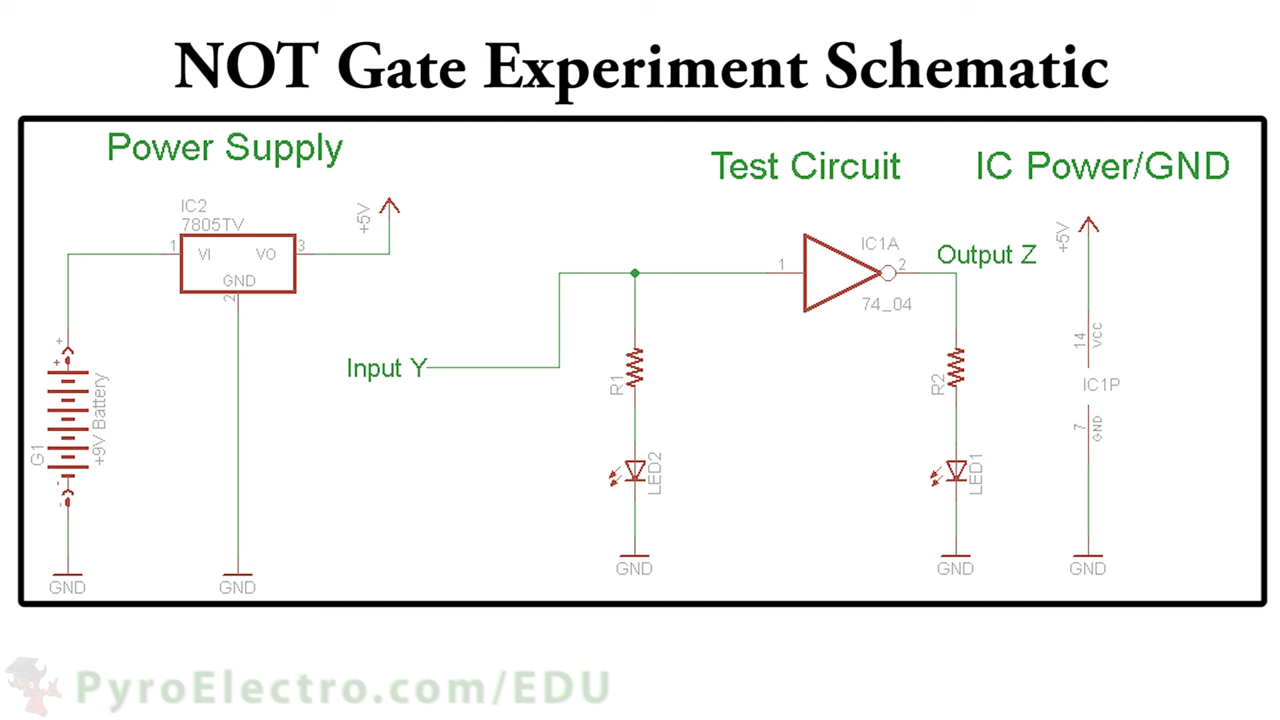 NOT Gate Experiment Schematic
Power Supply
Test Circuit
IC Power/GND
IC2
7805TV
1
VI
VO
3
GND
2
+5V
+
+
G1
+9V Battery
-
-
GND
GND
Input Y
R1
LED2
GND
1
IC1A
2
74_04
Output Z
R2
LED1
GND
+5V
14
VCC
IC1P
7
GND
GND
PyroElectro.com/EDU